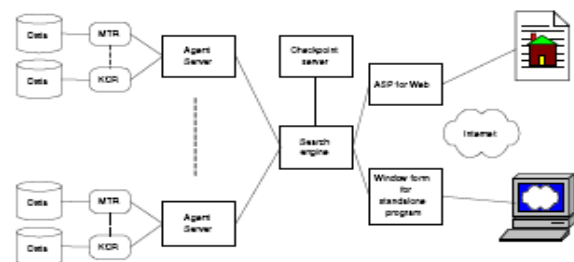 Data
MTR
Data
KCR
Agent
Server
Checkpoint
server
ASP for Web
Internet
Search
engine
Window form
for
standalone
program
Data
MTR
Data
KCR
Agent
Server